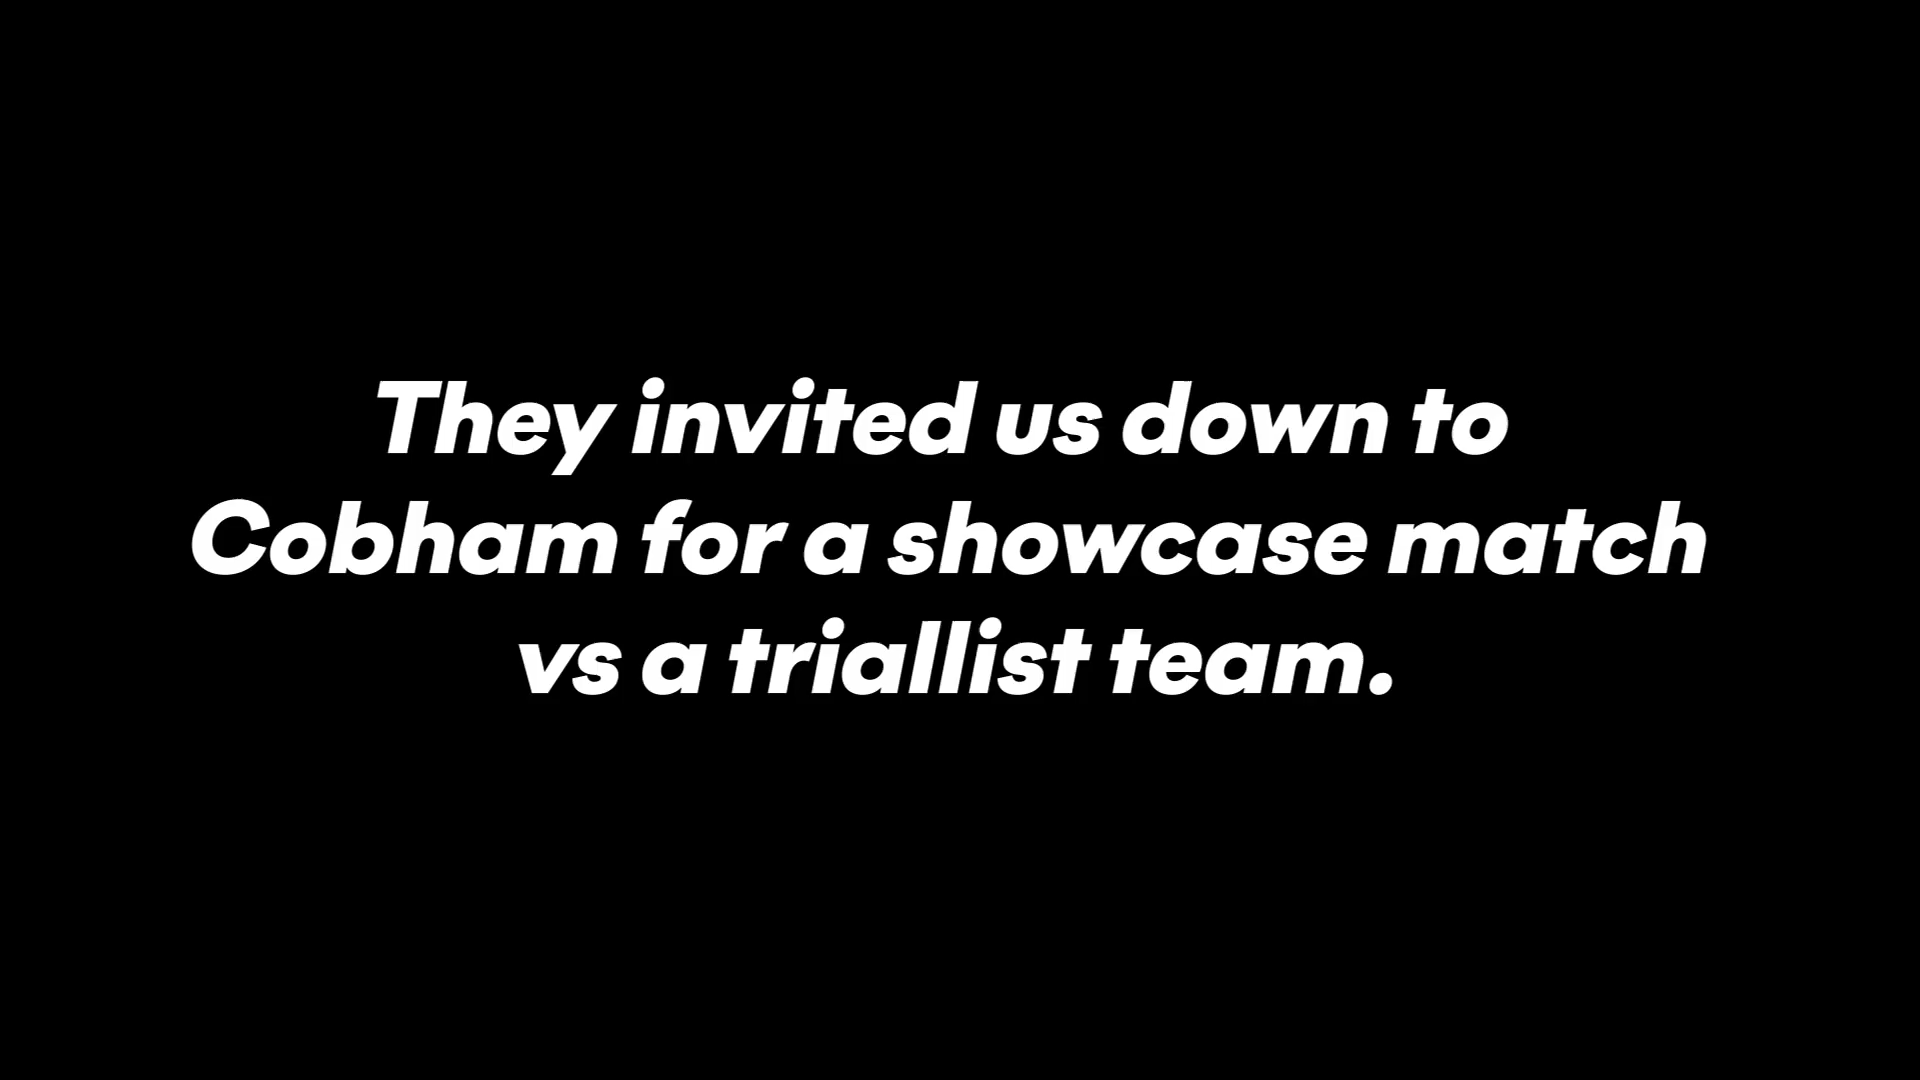 They invited us down to
Cobham for a showcase match
vs a triallist team.